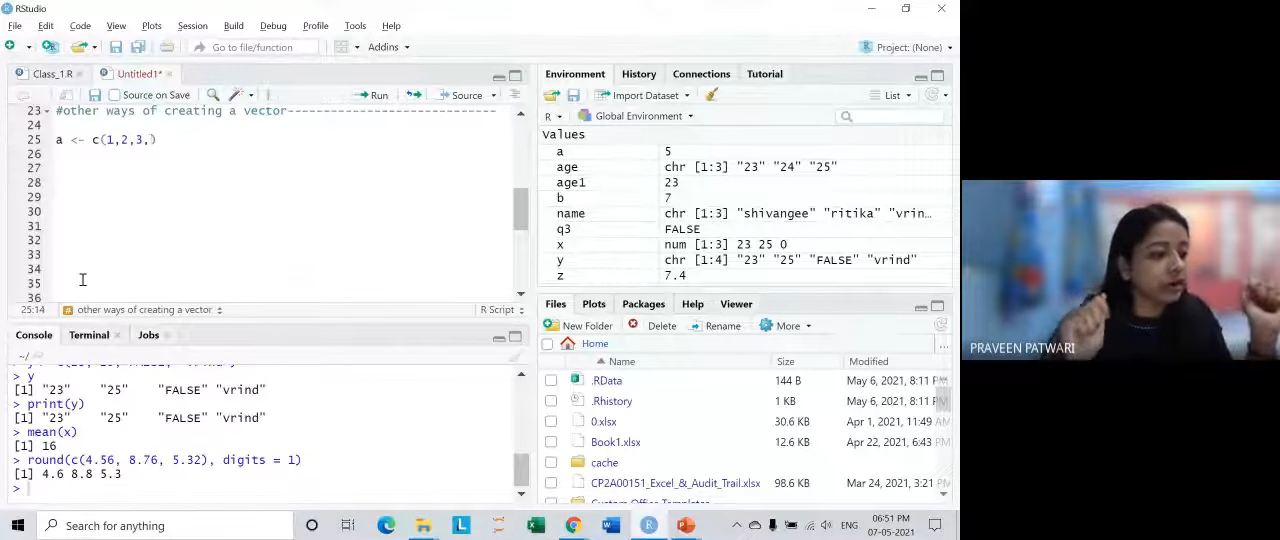 RStudio
File Edit Code View Plots Session Build Debug Profile Tools Help
Go to file/function Addins Project: (None)
Class_1.R Untitled1*
Source on Save Run Source
23 #other ways of creating a vector------------------------------
24
25 a <- c(1,2,3,)
26
27
28
29
30
31
32
33
34
35
36
25:14 # other ways of creating a vector R Script
Console Terminal Jobs
~/
> y
[1] "23" "25" "FALSE" "vrind"
> print(y)
[1] "23" "25" "FALSE" "vrind"
> mean(x)
[1] 16
> round(c(4.56, 8.76, 5.32), digits = 1)
[1] 4.6 8.8 5.3
>
Environment History Connections Tutorial
Import Dataset List
R Global Environment
Values
a 5
age chr [1:3] "23" "24" "25"
age1 23
b 7
name chr [1:3] "shivangee" "ritika" "vrin…
q3 FALSE
x num [1:3] 23 25 0
y chr [1:4] "23" "25" "FALSE" "vrind"
z 7.4
Files Plots Packages Help Viewer
New Folder Delete Rename More
Home
Name Size Modified
.RData 144 B May 6, 2021, 8:11 PM
.Rhistory 1 KB May 6, 2021, 8:11 PM
0.xlsx 30.6 KB Apr 1, 2021, 11:49 AM
Book1.xlsx 12.6 KB Apr 22, 2021, 6:43
cache
CP2A00151_Excel_&_Audit_Trail.xlsx 98.6 KB Mar 24, 2021, 3:21
Custom Office Templates
PRAVEEN PATWARI
Search for anything
ENG
06:51 PM
07-05-2021